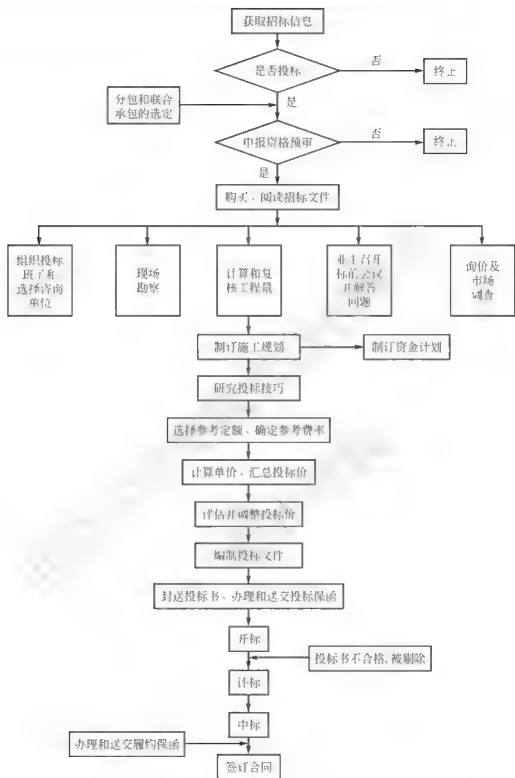 获取招标信息
是否投标
否
终止
分包和联合
承包的选定
是
申报资格预审
否
终止
是
购买、阅读招标文件
组织投标
班子和
选择咨询
单位
现场
勘察
计算和复
核工程量
业主召开
标前会议
并解答
问题
询价及
市场
调查
制订施工规划
制订资金计划
研究投标技巧
选择参考定额、确定参考费率
计算单价、汇总投标价
评估并调整投标价
编制投标文件
封送投标书、办理和送交投标保函
开标
投标书不合格,被剔除
评标
中标
办理和送交履约保函
签订合同